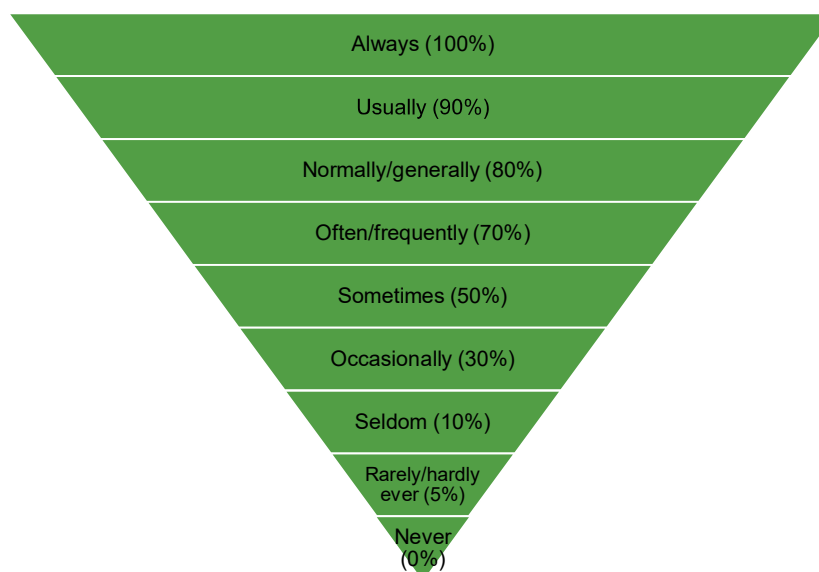 Always (100%)
Usually (90%)
Normally/generally (80%)
Often/frequently (70%)
Sometimes (50%)
Occasionally (30%)
Seldom (10%)
Rarely/hardly
ever (5%)
Never
(0%)